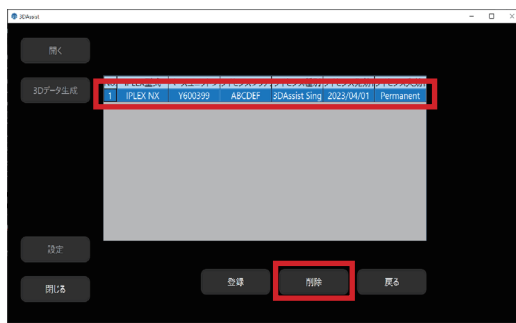 3DAssist
開く
3Dデータ生成
1 IPLEX NX Y600399 ABCDEF 3DAssist Sing 2023/04/01 Permanent
設定
閉じる
登録
削除
戻る